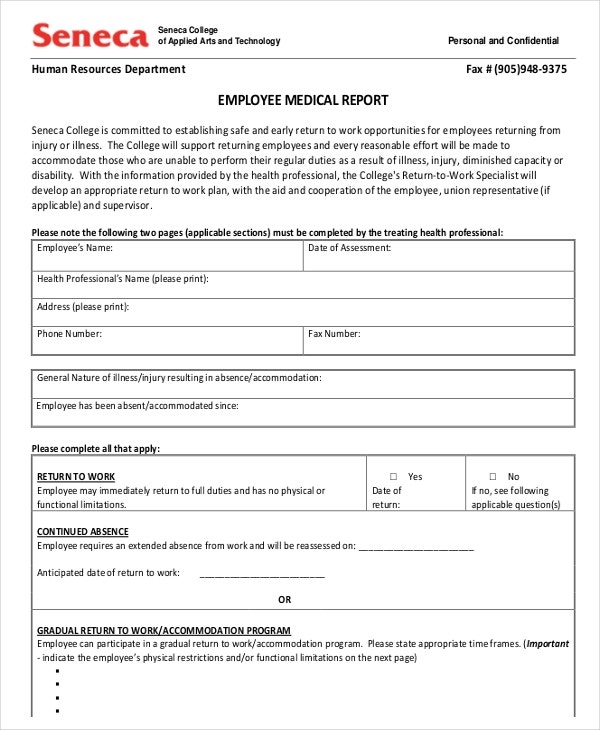 Seneca
Seneca College
of Applied Arts and Technology
Personal and Confidential
Human Resources Department
Fax # (905)948-9375
EMPLOYEE MEDICAL REPORT
Seneca College is committed to establishing safe and early return to work opportunities for employees returning from
injury or illness. The College will support returning employees and every reasonable effort will be made to
accommodate those who are unable to perform their regular duties as a result of illness, injury, diminished capacity or
disability. With the information provided by the health professional, the College's Return-to-Work Specialist will
develop an appropriate return to work plan, with the aid and cooperation of the employee, union representative (if
applicable) and supervisor.
Please note the following two pages (applicable sections) must be completed by the treating health professional:
Employee's Name:
Date of Assessment:
Health Professional's Name (please print):
Address (please print):
Phone Number:
Fax Number:
General Nature of illness/injury resulting in absence/accommodation:
Employee has been absent/accommodated since:
Please complete all that apply:
RETURN TO WORK
Employee may immediately return to full duties and has no physical or
functional limitations.
☐ Yes
Date of
return:
☐ No
If no, see following
applicable question(s)
CONTINUED ABSENCE
Employee requires an extended absence from work and will be reassessed on: _______________________
Anticipated date of return to work: _________________________
OR
GRADUAL RETURN TO WORK/ACCOMMODATION PROGRAM
Employee can participate in a gradual return to work/accommodation program. Please state appropriate time frames. (Important
- indicate the employee's physical restrictions and/or functional limitations on the next page)